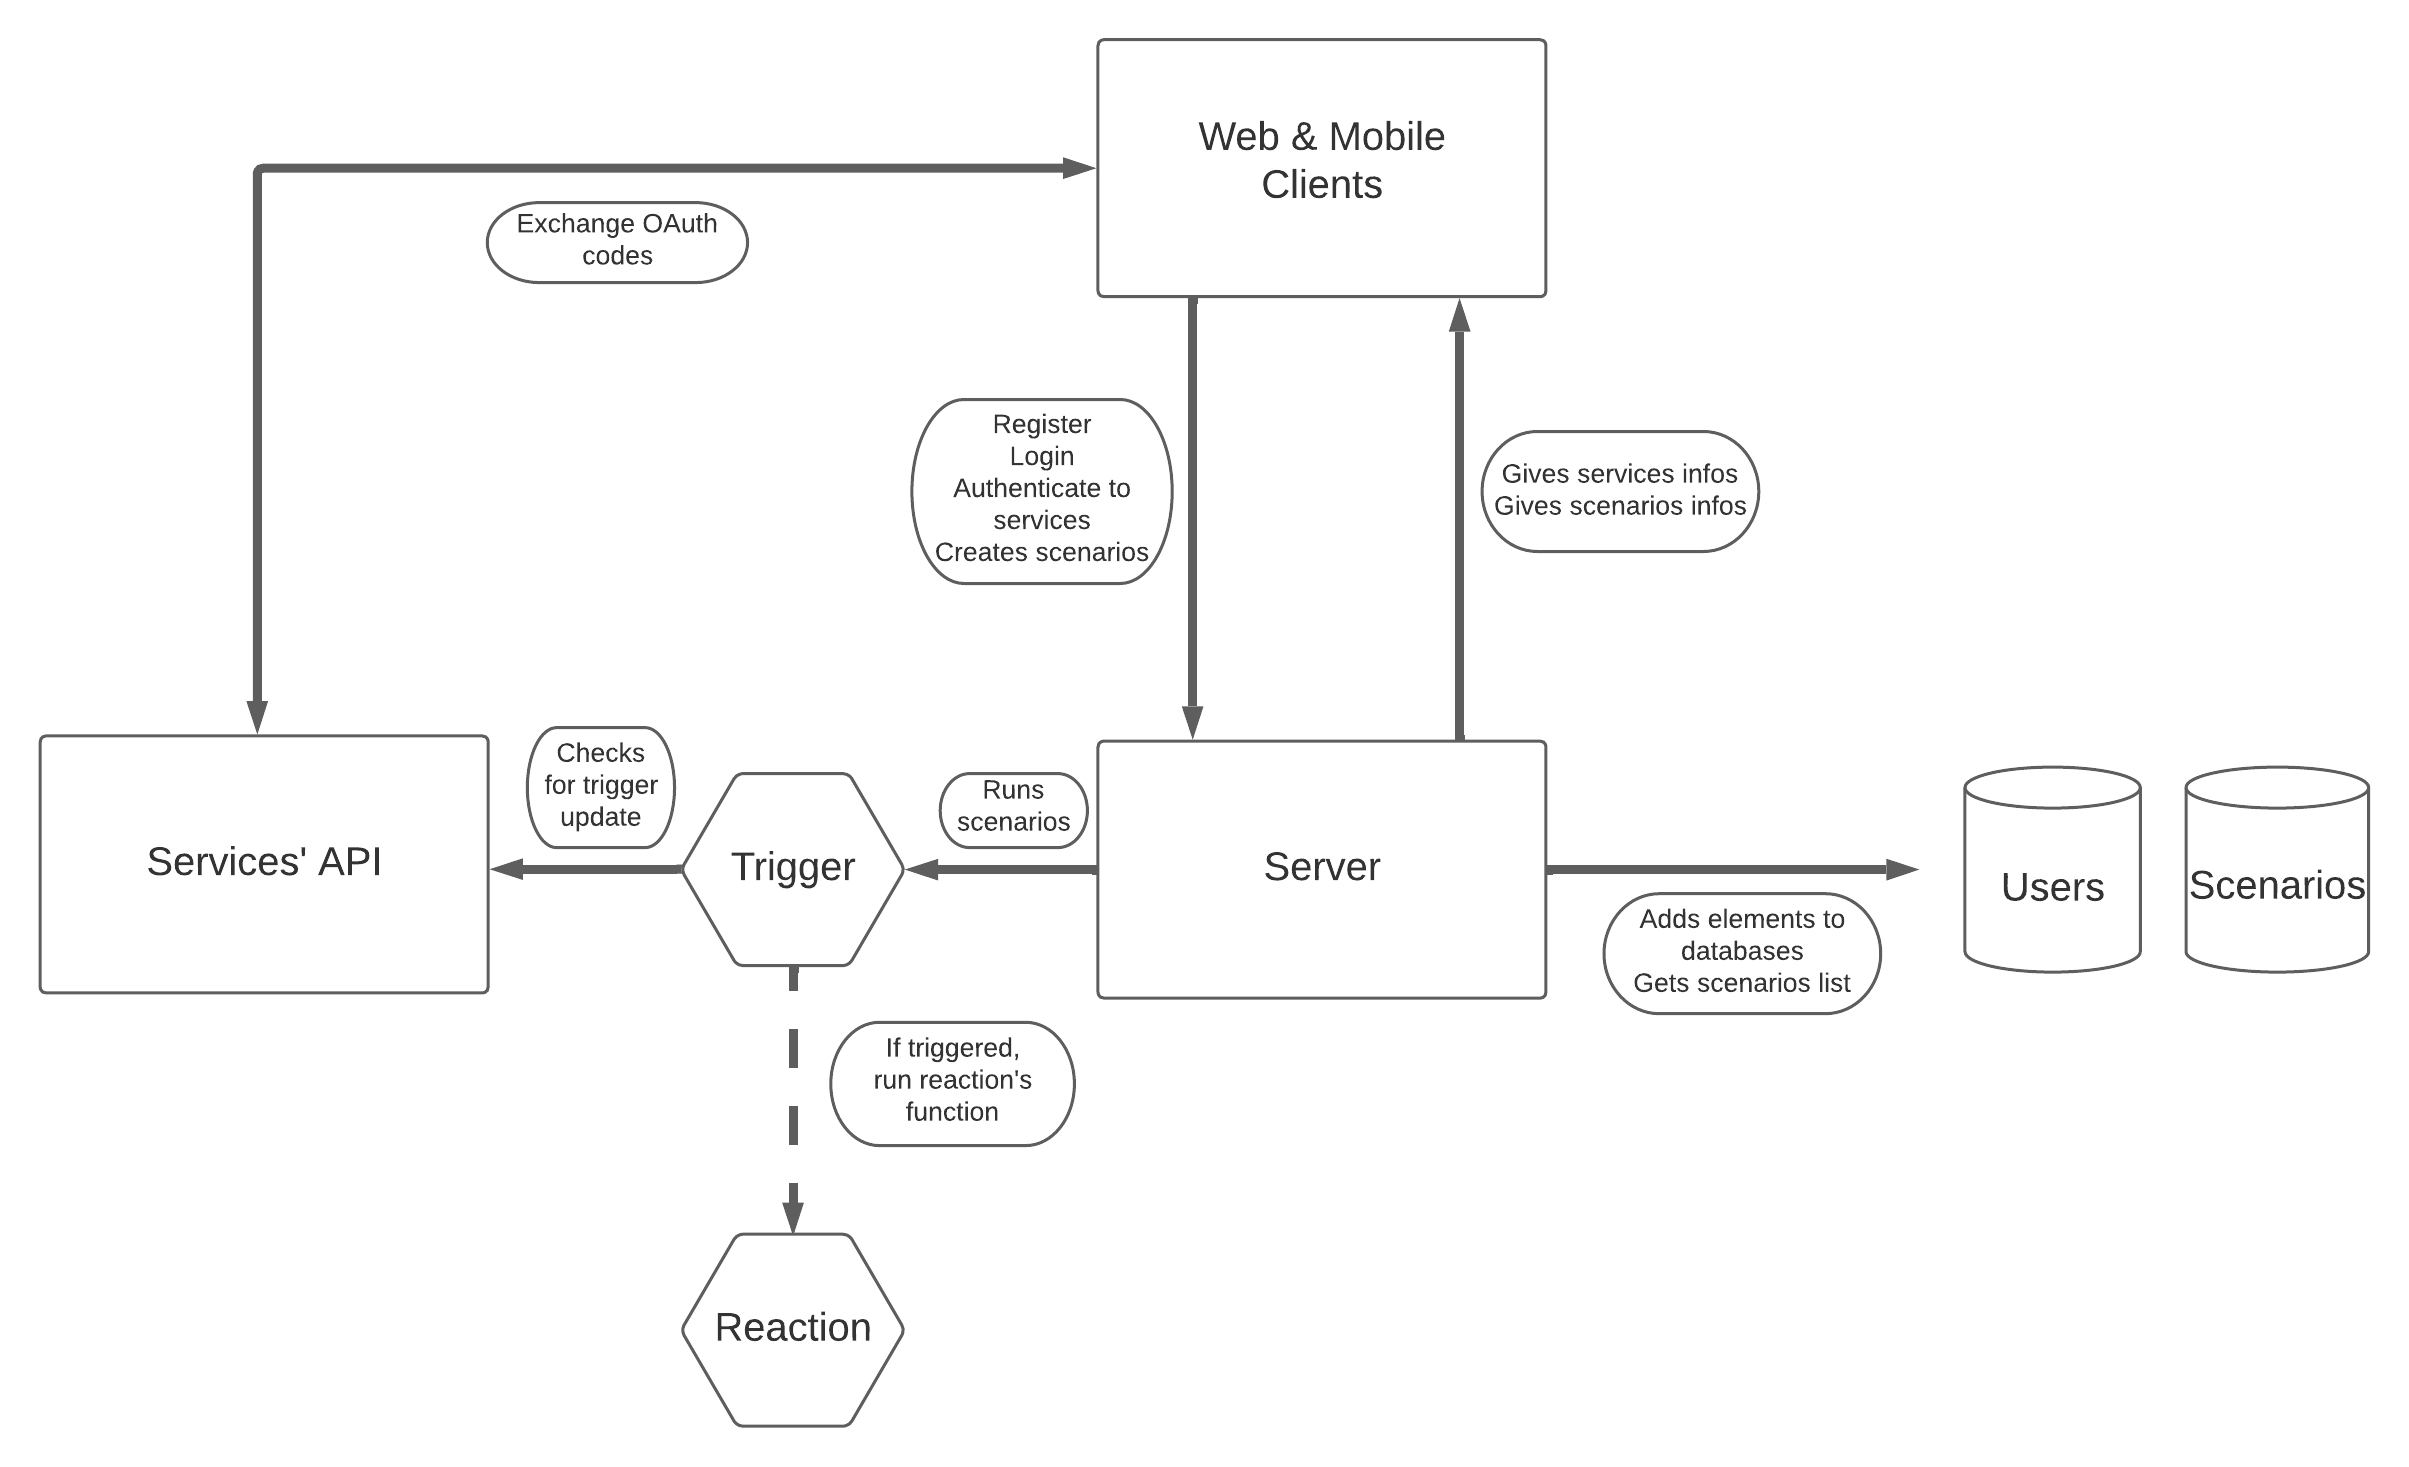 Web & Mobile
Clients
Exchange OAuth
codes
Register
Login
Authenticate to
services
Creates scenarios
Gives services infos
Gives scenarios infos
Checks
for trigger
update
Runs
scenarios
Services' API
Trigger
Server
Users
Scenarios
Adds elements to
databases
Gets scenarios list
If triggered,
run reaction's
function
Reaction